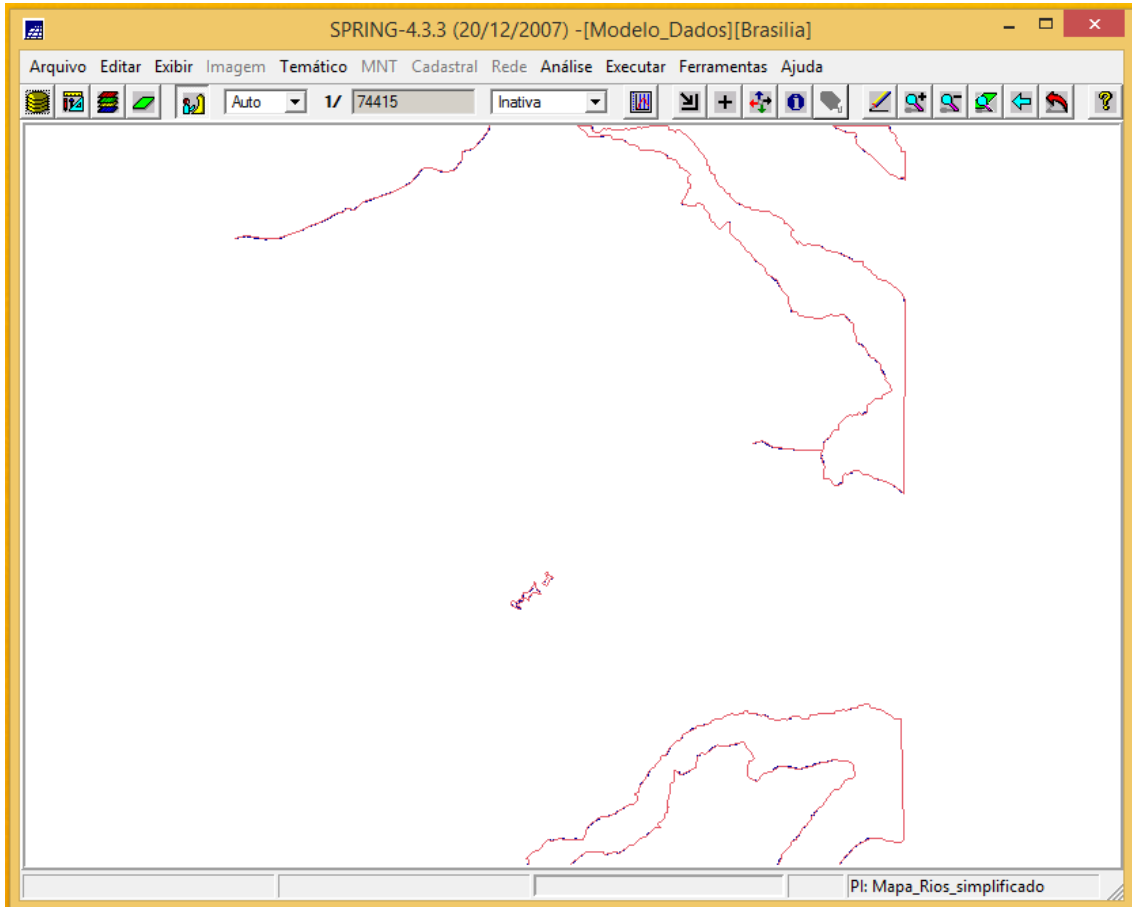 SPRING-4.3.3 (20/12/2007) -[Modelo_Dados][Brasilia]
Arquivo Editar Exibir Imagem Temático MNT Cadastral Rede Análise Executar Ferramentas Ajuda
Auto 1/ 74415 Inativa
PI: Mapa_Rios_simplificado